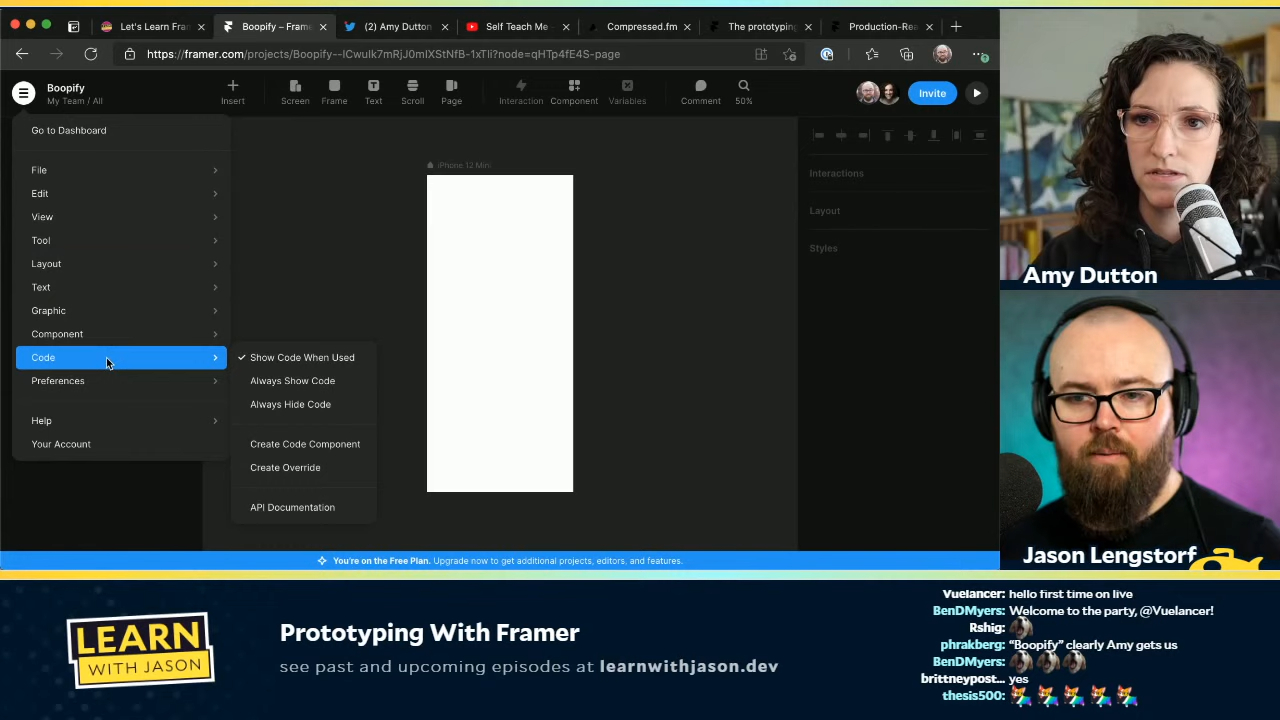 Let's Learn Fra
Boopify – Frame
(2) Amy Dutton
Self Teach Me –
Compressed.fm
The prototyping
Production-Rea
https://framer.com/projects/Boopify--iCwulk7mRjJ0mIXStNfB-1xTli?node=qHTp4fE4S-page
Boopify
My Team / All
Insert
Screen
Frame
Text
Scroll
Page
Interaction
Component
Variables
Comment
50%
Invite
Go to Dashboard
File
Edit
View
Tool
Layout
Text
Graphic
Component
Code
Preferences
Help
Your Account
Show Code When Used
Always Show Code
Always Hide Code
Create Code Component
Create Override
API Documentation
iPhone 12 Mini
Interactions
Layout
Styles
You're on the Free Plan. Upgrade now to get additional projects, editors, and features.
Amy Dutton
Jason Lengstorf
LEARN
WITH JASON
Prototyping With Framer
see past and upcoming episodes at learnwithjason.dev
Vuelancer: hello first time on live
BenDMyers: Welcome to the party, @Vuelancer!
Rshig:
phrakberg: “Boopify” clearly Amy gets us
BenDMyers:
brittneypost... yes
thesis500: